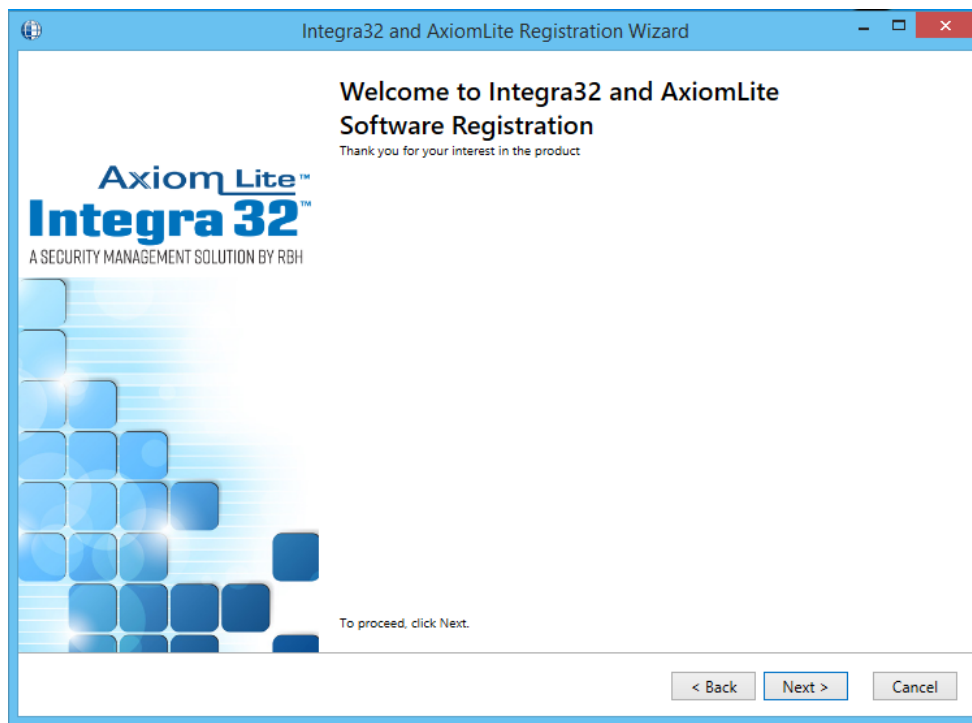 Integra32 and AxiomLite Registration Wizard
Welcome to Integra32 and AxiomLite
Software Registration
Thank you for your interest in the product
Axiom Lite™
Integra 32™
A SECURITY MANAGEMENT SOLUTION BY RBH
To proceed, click Next.
< Back
Next >
Cancel